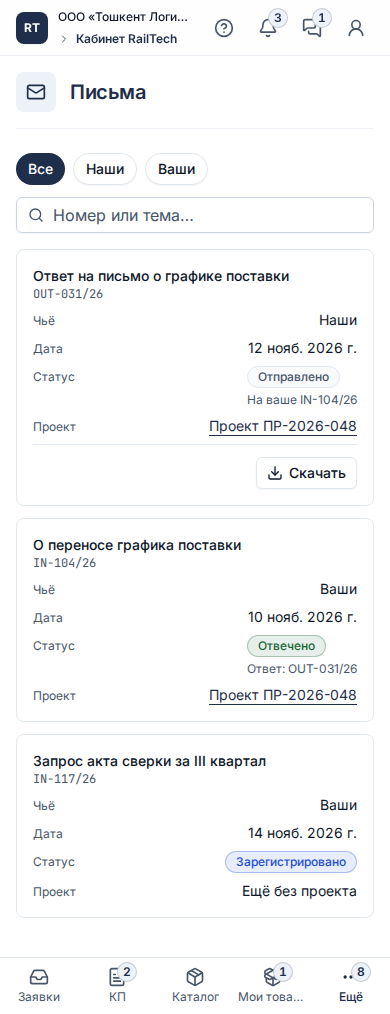 RT
ООО «Тошкент Логи...
Кабинет RailTech
3
1
Письма
Все
Наши
Ваши
Номер или тема...
Ответ на письмо о графике поставки
OUT-031/26
Чьё
Наши
Дата
12 нояб. 2026 г.
Статус
Отправлено
На ваше IN-104/26
Проект
Проект ПР-2026-048
Скачать
О переносе графика поставки
IN-104/26
Чьё
Ваши
Дата
10 нояб. 2026 г.
Статус
Отвечено
Ответ: OUT-031/26
Проект
Проект ПР-2026-048
Запрос акта сверки за III квартал
IN-117/26
Чьё
Ваши
Дата
14 нояб. 2026 г.
Статус
Зарегистрировано
Проект
Ещё без проекта
2
1
8
Заявки
КП
Каталог
Мои това...
Ещё